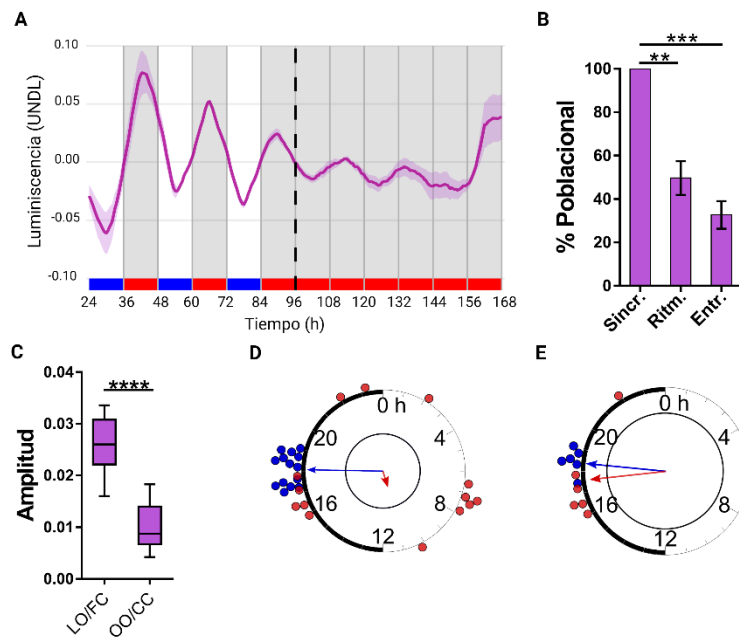 A
Luminiscencia (UNDL)
0.10
0.05
0.00
-0.05
-0.10
24 36 48 60 72 84 96 108 120 132 144 156 168
Tiempo (h)
B
% Poblacional
100
80
60
40
20
0
***
**
Sincr. Ritm. Entr.
C
Amplitud
0.04
0.03
0.02
0.01
0.00
****
LO/FC OO/CC
D
0 h
4
8
12
16
20
E
0 h
4
8
12
16
20